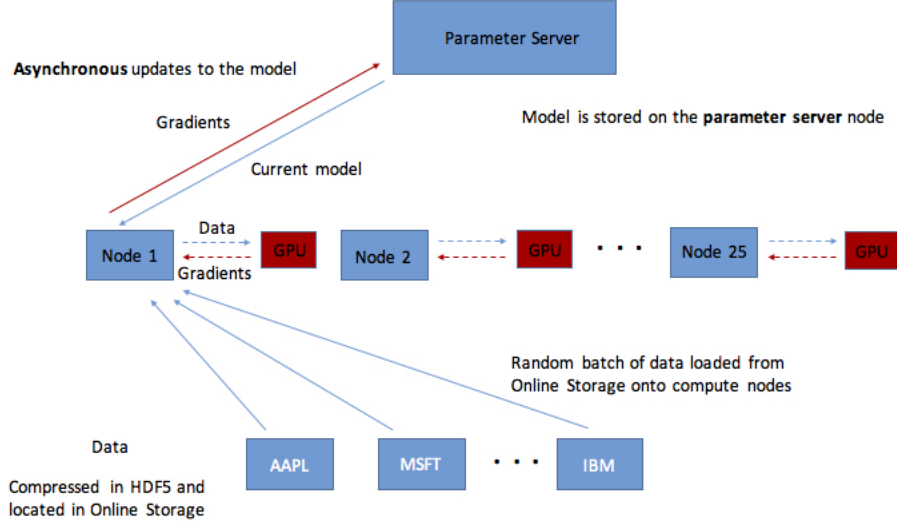 Parameter Server
Asynchronous updates to the model
Gradients
Model is stored on the parameter server node
Current model
Data
Node 1
GPU
Node 2
GPU
. . .
Node 25
GPU
Gradients
Random batch of data loaded from
Online Storage onto compute nodes
Data
AAPL
MSFT
. . .
IBM
Compressed in HDF5 and
located in Online Storage